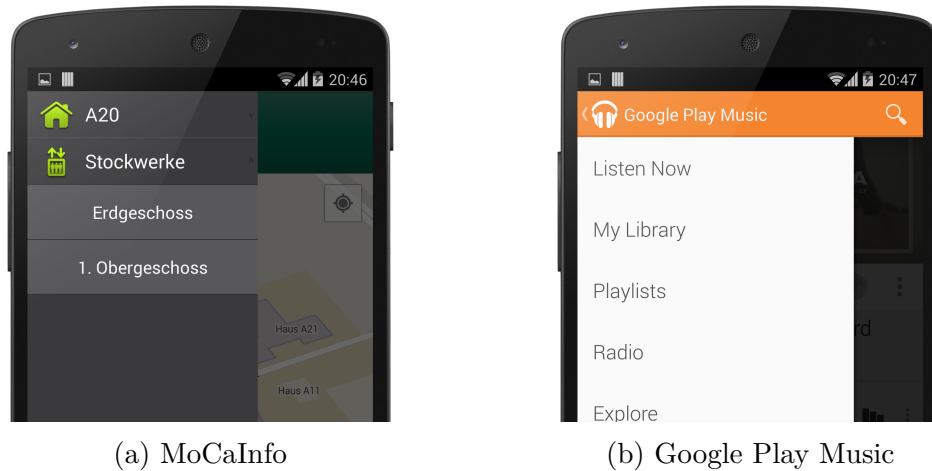 20:46
A20
Stockwerke
Erdgeschoss
1. Obergeschoss
Haus A21
Haus A11
(a) MoCaInfo
20:47
Google Play Music
Listen Now
My Library
Playlists
Radio
Explore
A
rd
(b) Google Play Music